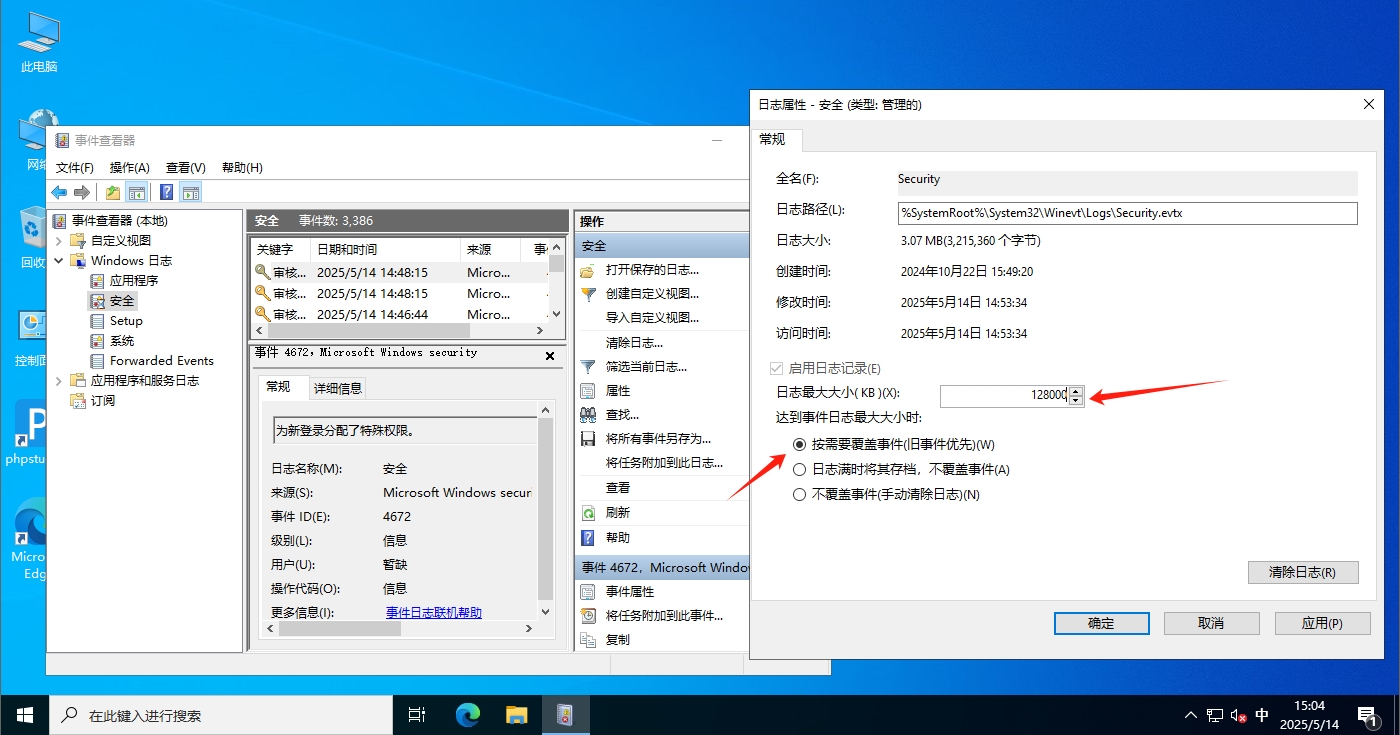 此电脑
网络
回收
控制面
phpstu
Micro
Edg
事件查看器
文件(F) 操作(A) 查看(V) 帮助(H)
事件查看器 (本地)
自定义视图
Windows 日志
应用程序
安全
Setup
系统
Forwarded Events
应用程序和服务日志
订阅
安全 事件数: 3,386
关键字 日期和时间 来源 事件
审核... 2025/5/14 14:48:15 Micro...
审核... 2025/5/14 14:48:15 Micro...
审核... 2025/5/14 14:46:44 Micro...
事件 4672，Microsoft Windows security
常规 详细信息
为新登录分配了特殊权限。
日志名称(M): 安全
来源(S): Microsoft Windows secur
事件 ID(E): 4672
级别(L): 信息
用户(U): 暂缺
操作代码(O): 信息
更多信息(I): 事件日志联机帮助
操作
安全
打开保存的日志...
创建自定义视图...
导入自定义视图...
清除日志...
筛选当前日志...
属性
查找...
将所有事件另存为...
将任务附加到此日志...
查看
刷新
帮助
事件 4672，Microsoft Windo
事件属性
将任务附加到此事件...
复制
日志属性 - 安全 (类型: 管理的)
常规
全名(F): Security
日志路径(L): %SystemRoot%\System32\Winevt\Logs\Security.evtx
日志大小: 3.07 MB(3,215,360 个字节)
创建时间: 2024年10月22日 15:49:20
修改时间: 2025年5月14日 14:53:34
访问时间: 2025年5月14日 14:53:34
启用日志记录(E)
日志最大大小( KB )(X): 128000
达到事件日志最大大小时:
按需要覆盖事件(旧事件优先)(W)
日志满时将其存档，不覆盖事件(A)
不覆盖事件(手动清除日志)(N)
清除日志(R)
确定 取消 应用(P)
在此键入进行搜索
中
15:04
2025/5/14
1